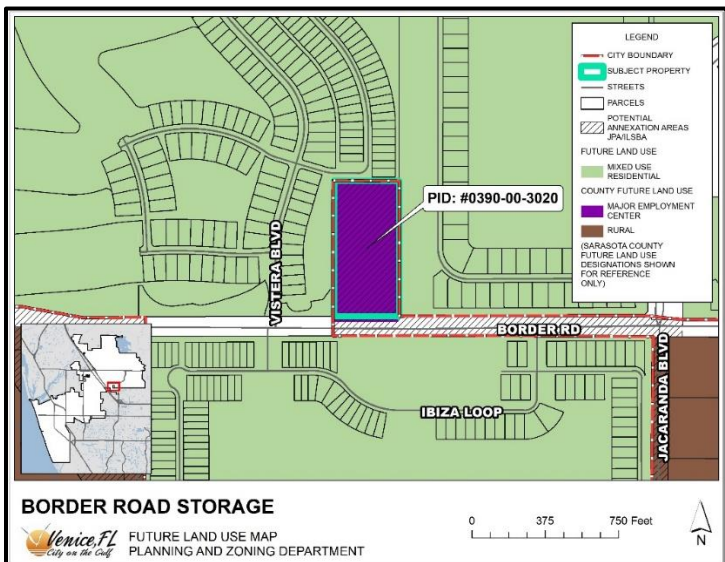 LEGEND
CITY BOUNDARY
SUBJECT PROPERTY
STREETS
PARCELS
POTENTIAL
ANNEXATION AREAS
JPA/ILSBA
FUTURE LAND USE
MIXED USE
RESIDENTIAL
COUNTY FUTURE LAND USE
MAJOR EMPLOYMENT
CENTER
RURAL
(SARASOTA COUNTY
FUTURE LAND USE
DESIGNATIONS SHOWN
FOR REFERENCE
ONLY)
PID: #0390-00-3020
VISTERA BLVD
BORDER RD
IBIZA LOOP
JACARANDA BLVD
BORDER ROAD STORAGE
Venice, FL
City on the Gulf
FUTURE LAND USE MAP
PLANNING AND ZONING DEPARTMENT
0 375 750 Feet
N